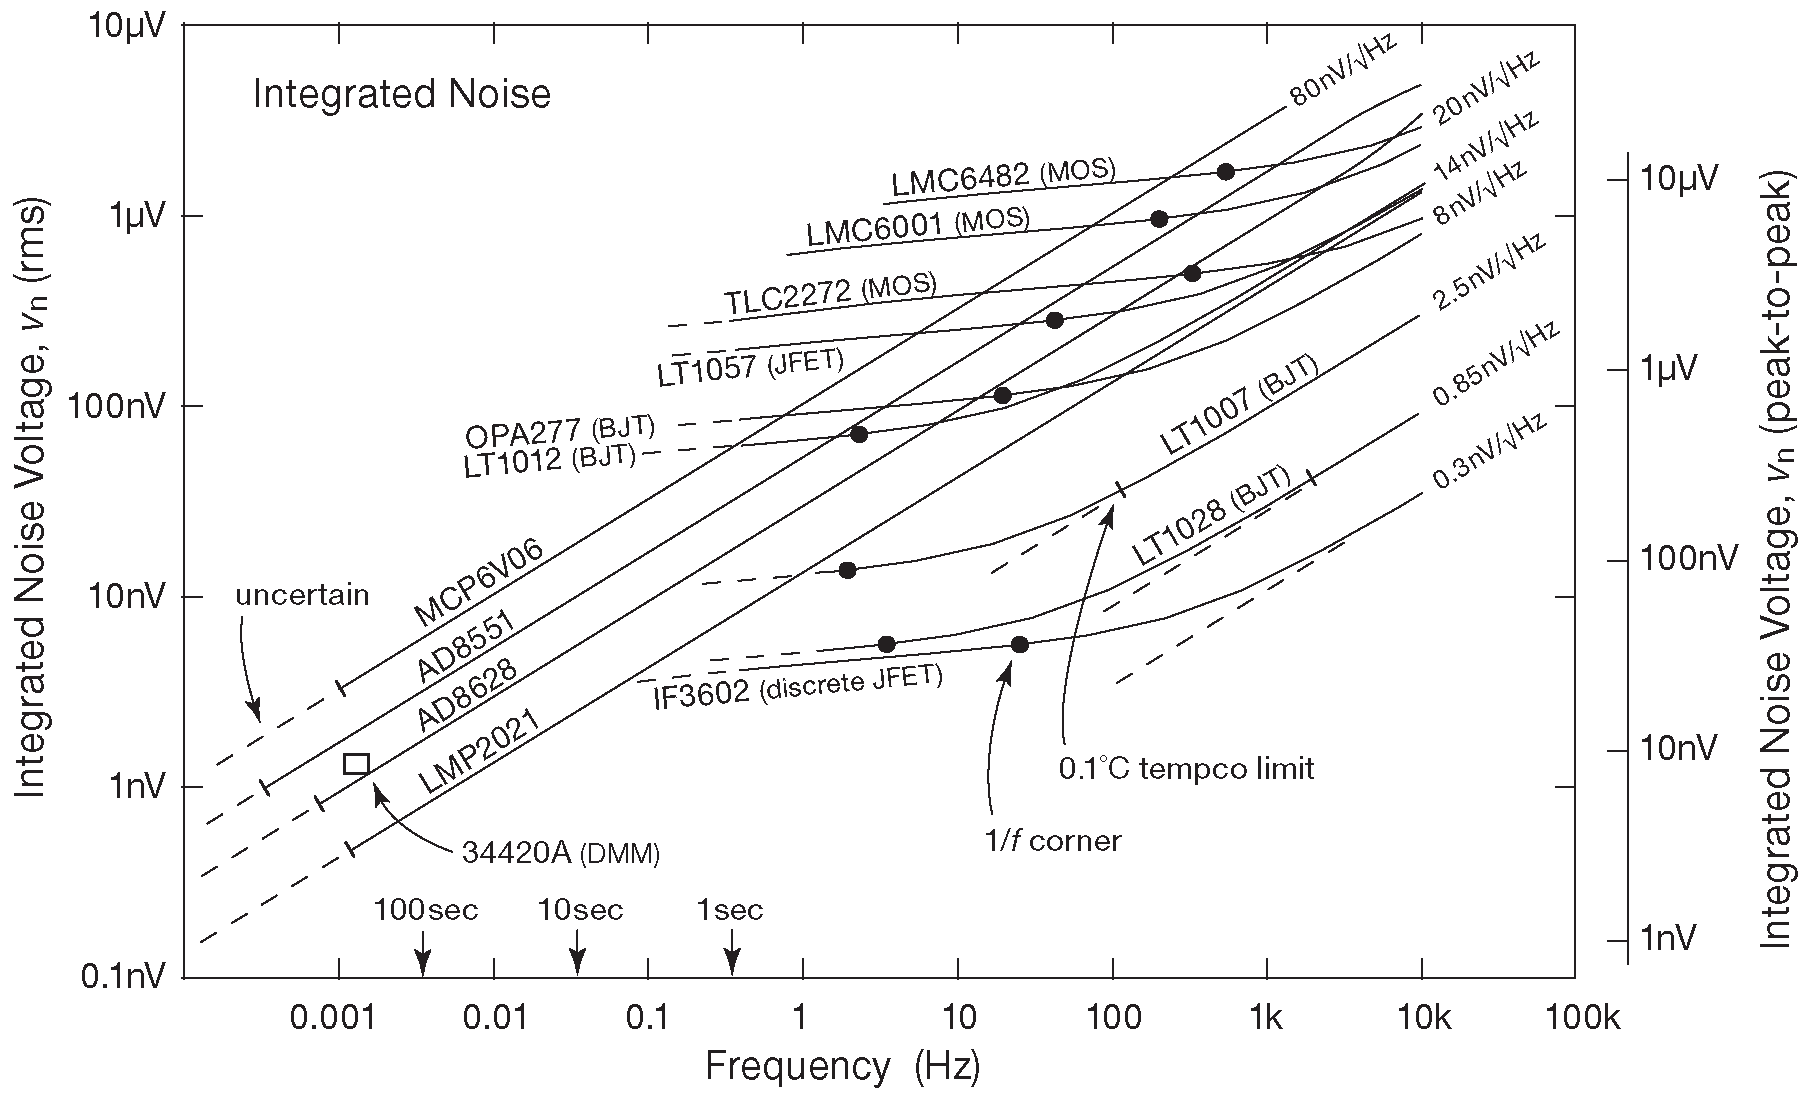 Integrated Noise
Integrated Noise Voltage, vn (rms)
10µV
1µV
100nV
10nV
1nV
0.1nV
80nV/√Hz
20nV/√Hz
14nV/√Hz
8nV/√Hz
2.5nV/√Hz
0.85nV/√Hz
0.3nV/√Hz
LMC6482 (MOS)
LMC6001 (MOS)
TLC2272 (MOS)
LT1057 (JFET)
OPA277 (BJT)
LT1012 (BJT)
LT1007 (BJT)
LT1028 (BJT)
IF3602 (discrete JFET)
MCP6V06
AD8551
AD8628
LMP2021
uncertain
34420A (DMM)
0.1°C tempco limit
1/f corner
100sec
10sec
1sec
0.001
0.01
0.1
1
10
100
1k
10k
100k
Frequency (Hz)
10µV
1µV
100nV
10nV
1nV
Integrated Noise Voltage, vn (peak-to-peak)